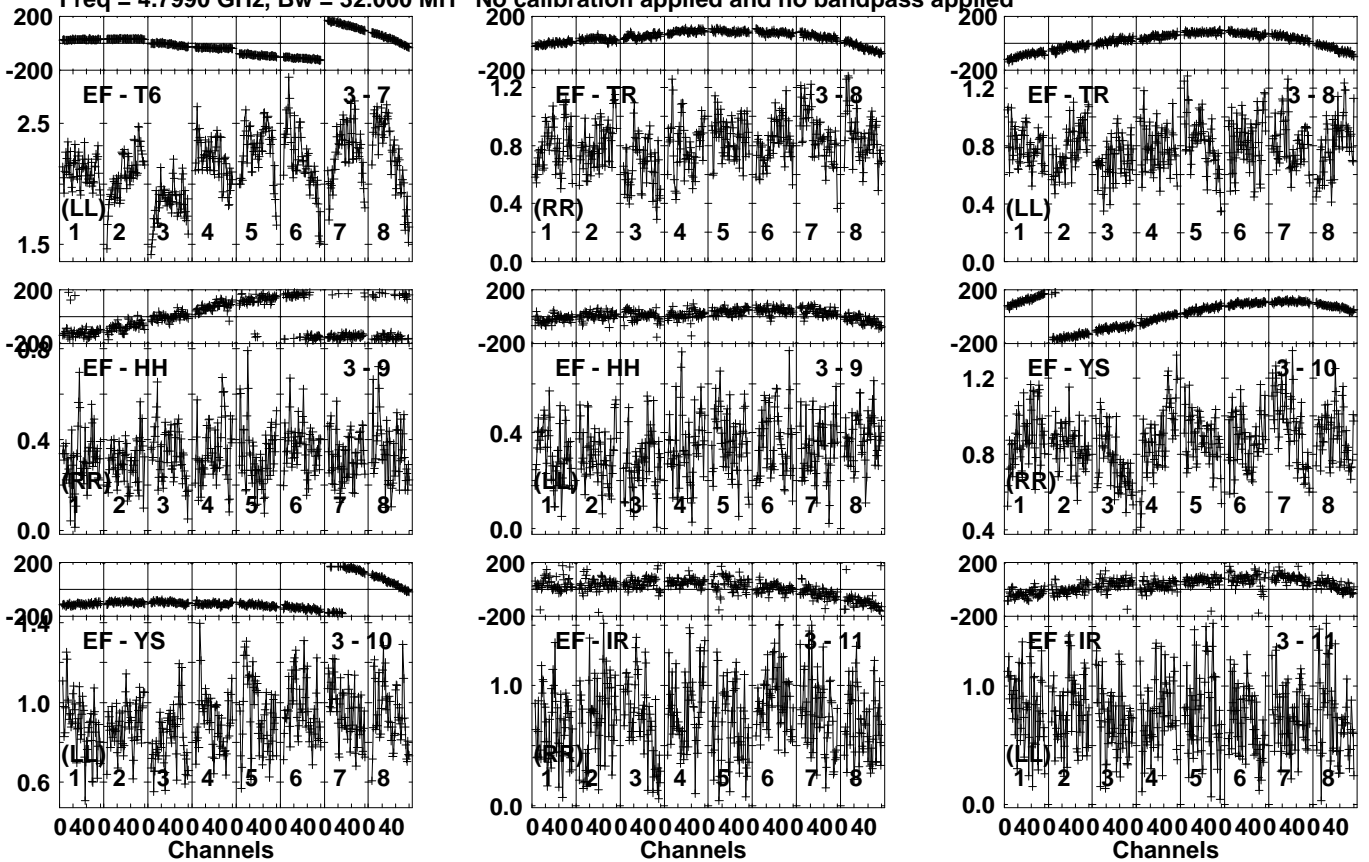 Freq = 4.7990 GHz, Bw = 32.000 MH No calibration applied and no bandpass applied
200 200 200
-200 -200 -200
EF - T6 3 - 7 1.2 EF - TR 3 - 8 1.2 EF - TR 3 - 8
2.5 0.8 0.8
(LL) 0.4 (RR) 0.4 (LL)
1.5 1 2 3 4 5 6 7 8 1 2 3 4 5 6 7 8 1 2 3 4 5 6 7 8
0.0 0.0
200 200 200
-200 -200 -200
0.8 EF - HH 3 - 9 EF - HH 3 - 9 1.2 EF - YS 3 - 10
0.4 0.4 0.8
(RR) (LL) (RR)
1 2 3 4 5 6 7 8 1 2 3 4 5 6 7 8 1 2 3 4 5 6 7 8
0.0 0.0 0.4
200 200 200
-200 -200 -200
1.4 EF - YS 3 - 10 EF - IR 3 - 11 EF - IR 3 - 11
1.0 1.0 1.0
(LL) (RR) (LL)
0.6 1 2 3 4 5 6 7 8 1 2 3 4 5 6 7 8 1 2 3 4 5 6 7 8
0.0 0.0
0 40 0 40 0 40 0 40 0 40 0 40 0 40 0 40 0 40 0 40 0 40 0 40 0 40 0 40 0 40 0 40 0 40 0 40 0 40 0 40 0 40 0 40 0 40 0 40
Channels Channels Channels